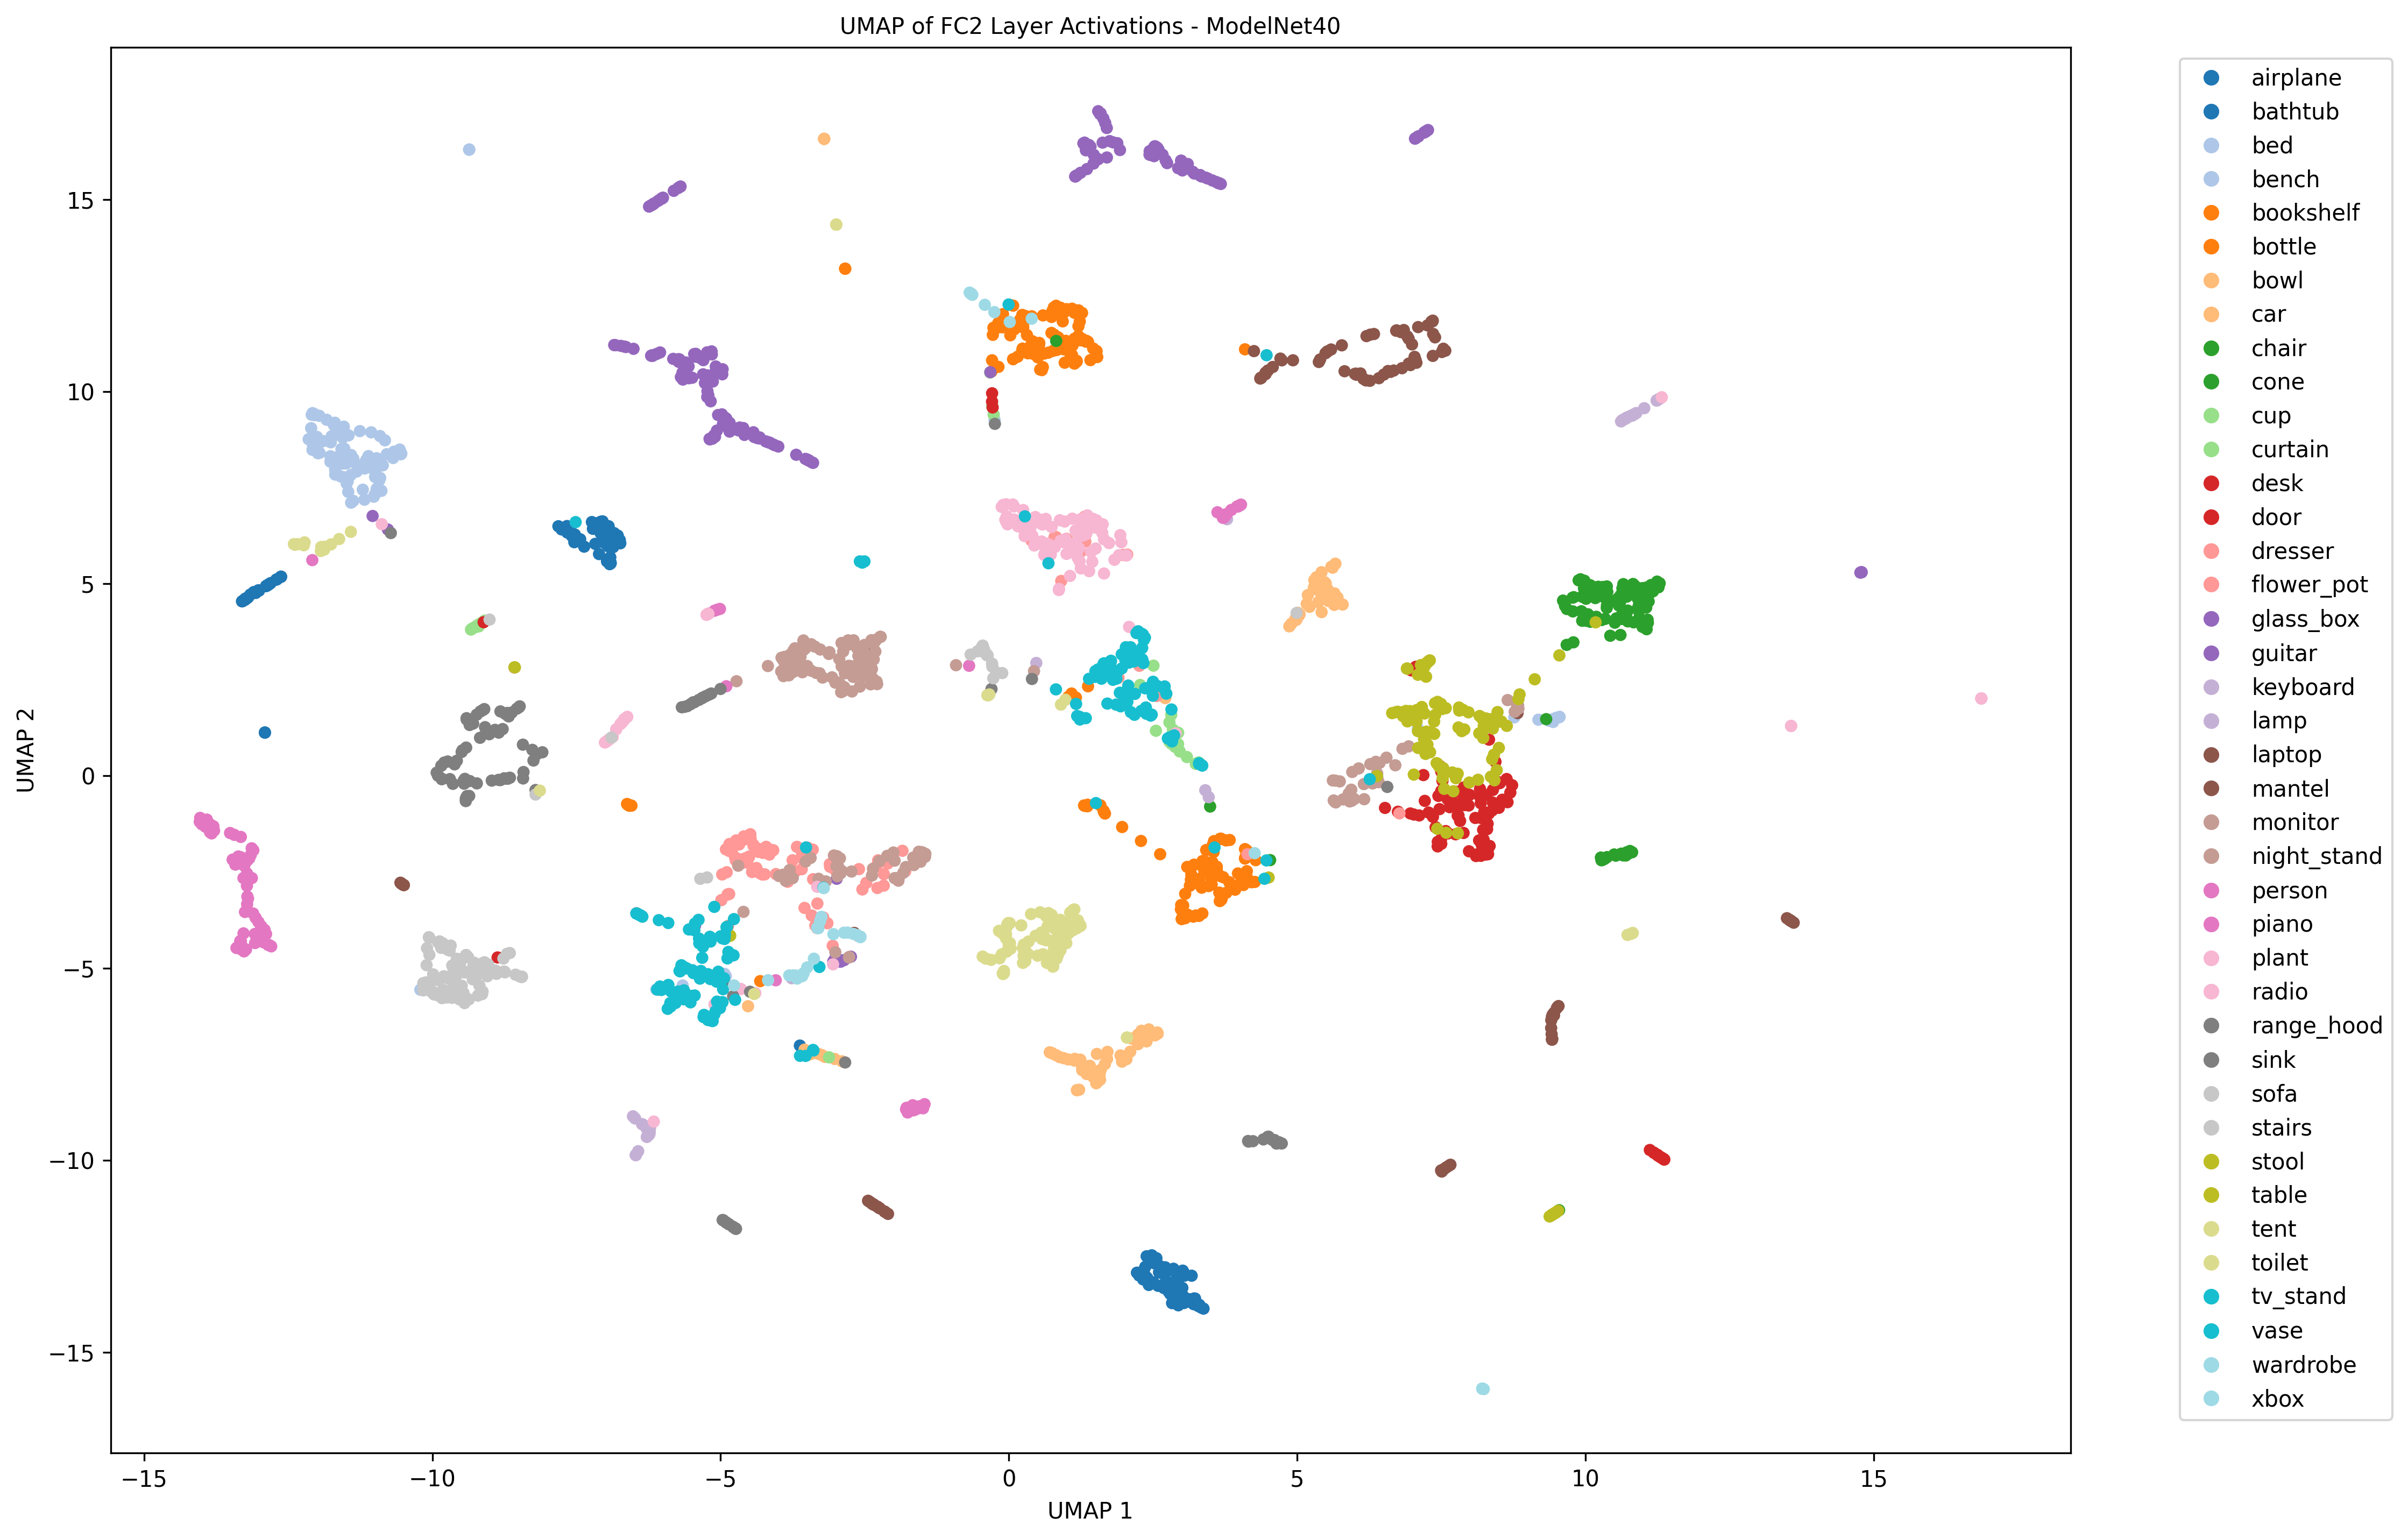 UMAP of FC2 Layer Activations - ModelNet40
15
10
5
0
−5
−10
−15
UMAP 2
−15
−10
−5
0
5
10
15
UMAP 1
airplane
bathtub
bed
bench
bookshelf
bottle
bowl
car
chair
cone
cup
curtain
desk
door
dresser
flower_pot
glass_box
guitar
keyboard
lamp
laptop
mantel
monitor
night_stand
person
piano
plant
radio
range_hood
sink
sofa
stairs
stool
table
tent
toilet
tv_stand
vase
wardrobe
xbox